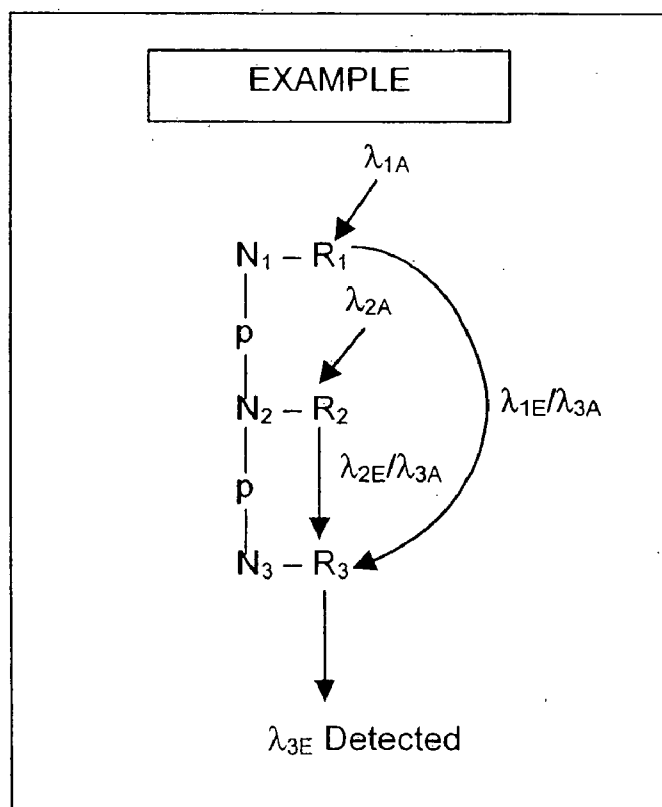 EXAMPLE
λ1A
N1 – R1
λ2A
p
N2 – R2
λ1E/λ3A
λ2E/λ3A
p
N3 – R3
λ3E Detected